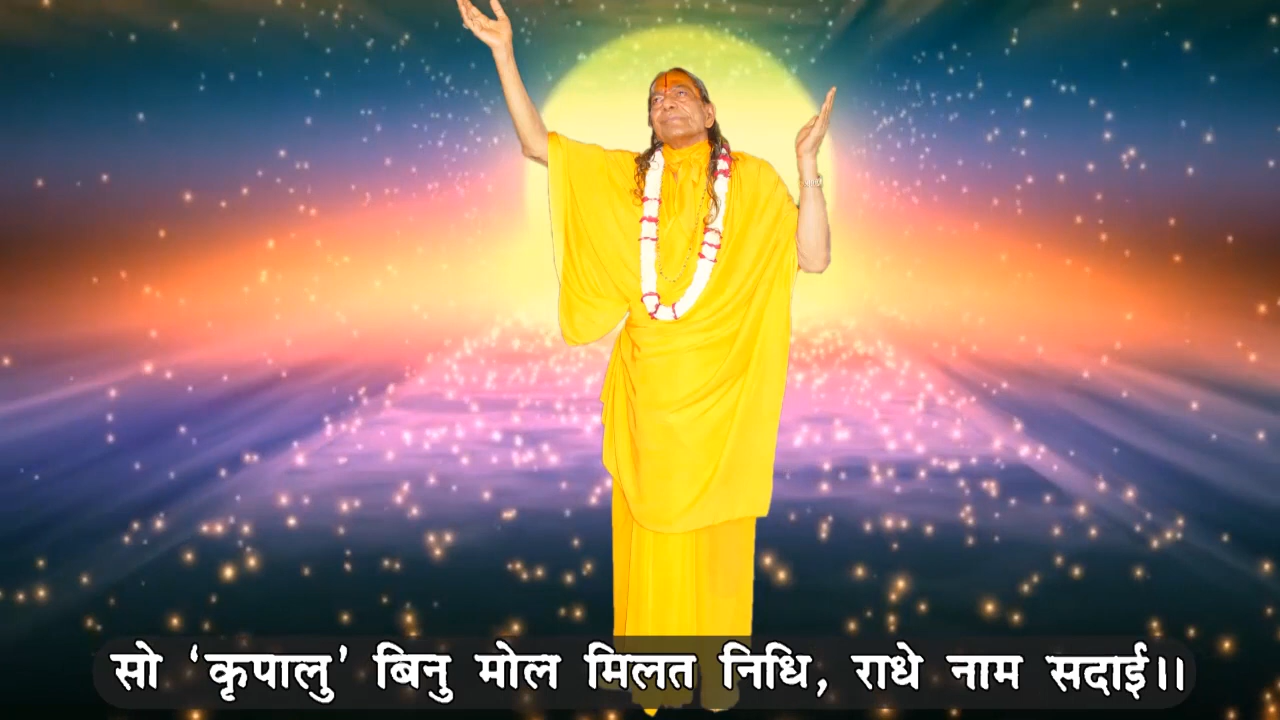 सो ‘कृपालु’ बिनु मोल मिलत निधि, राधे नाम सदाई।।